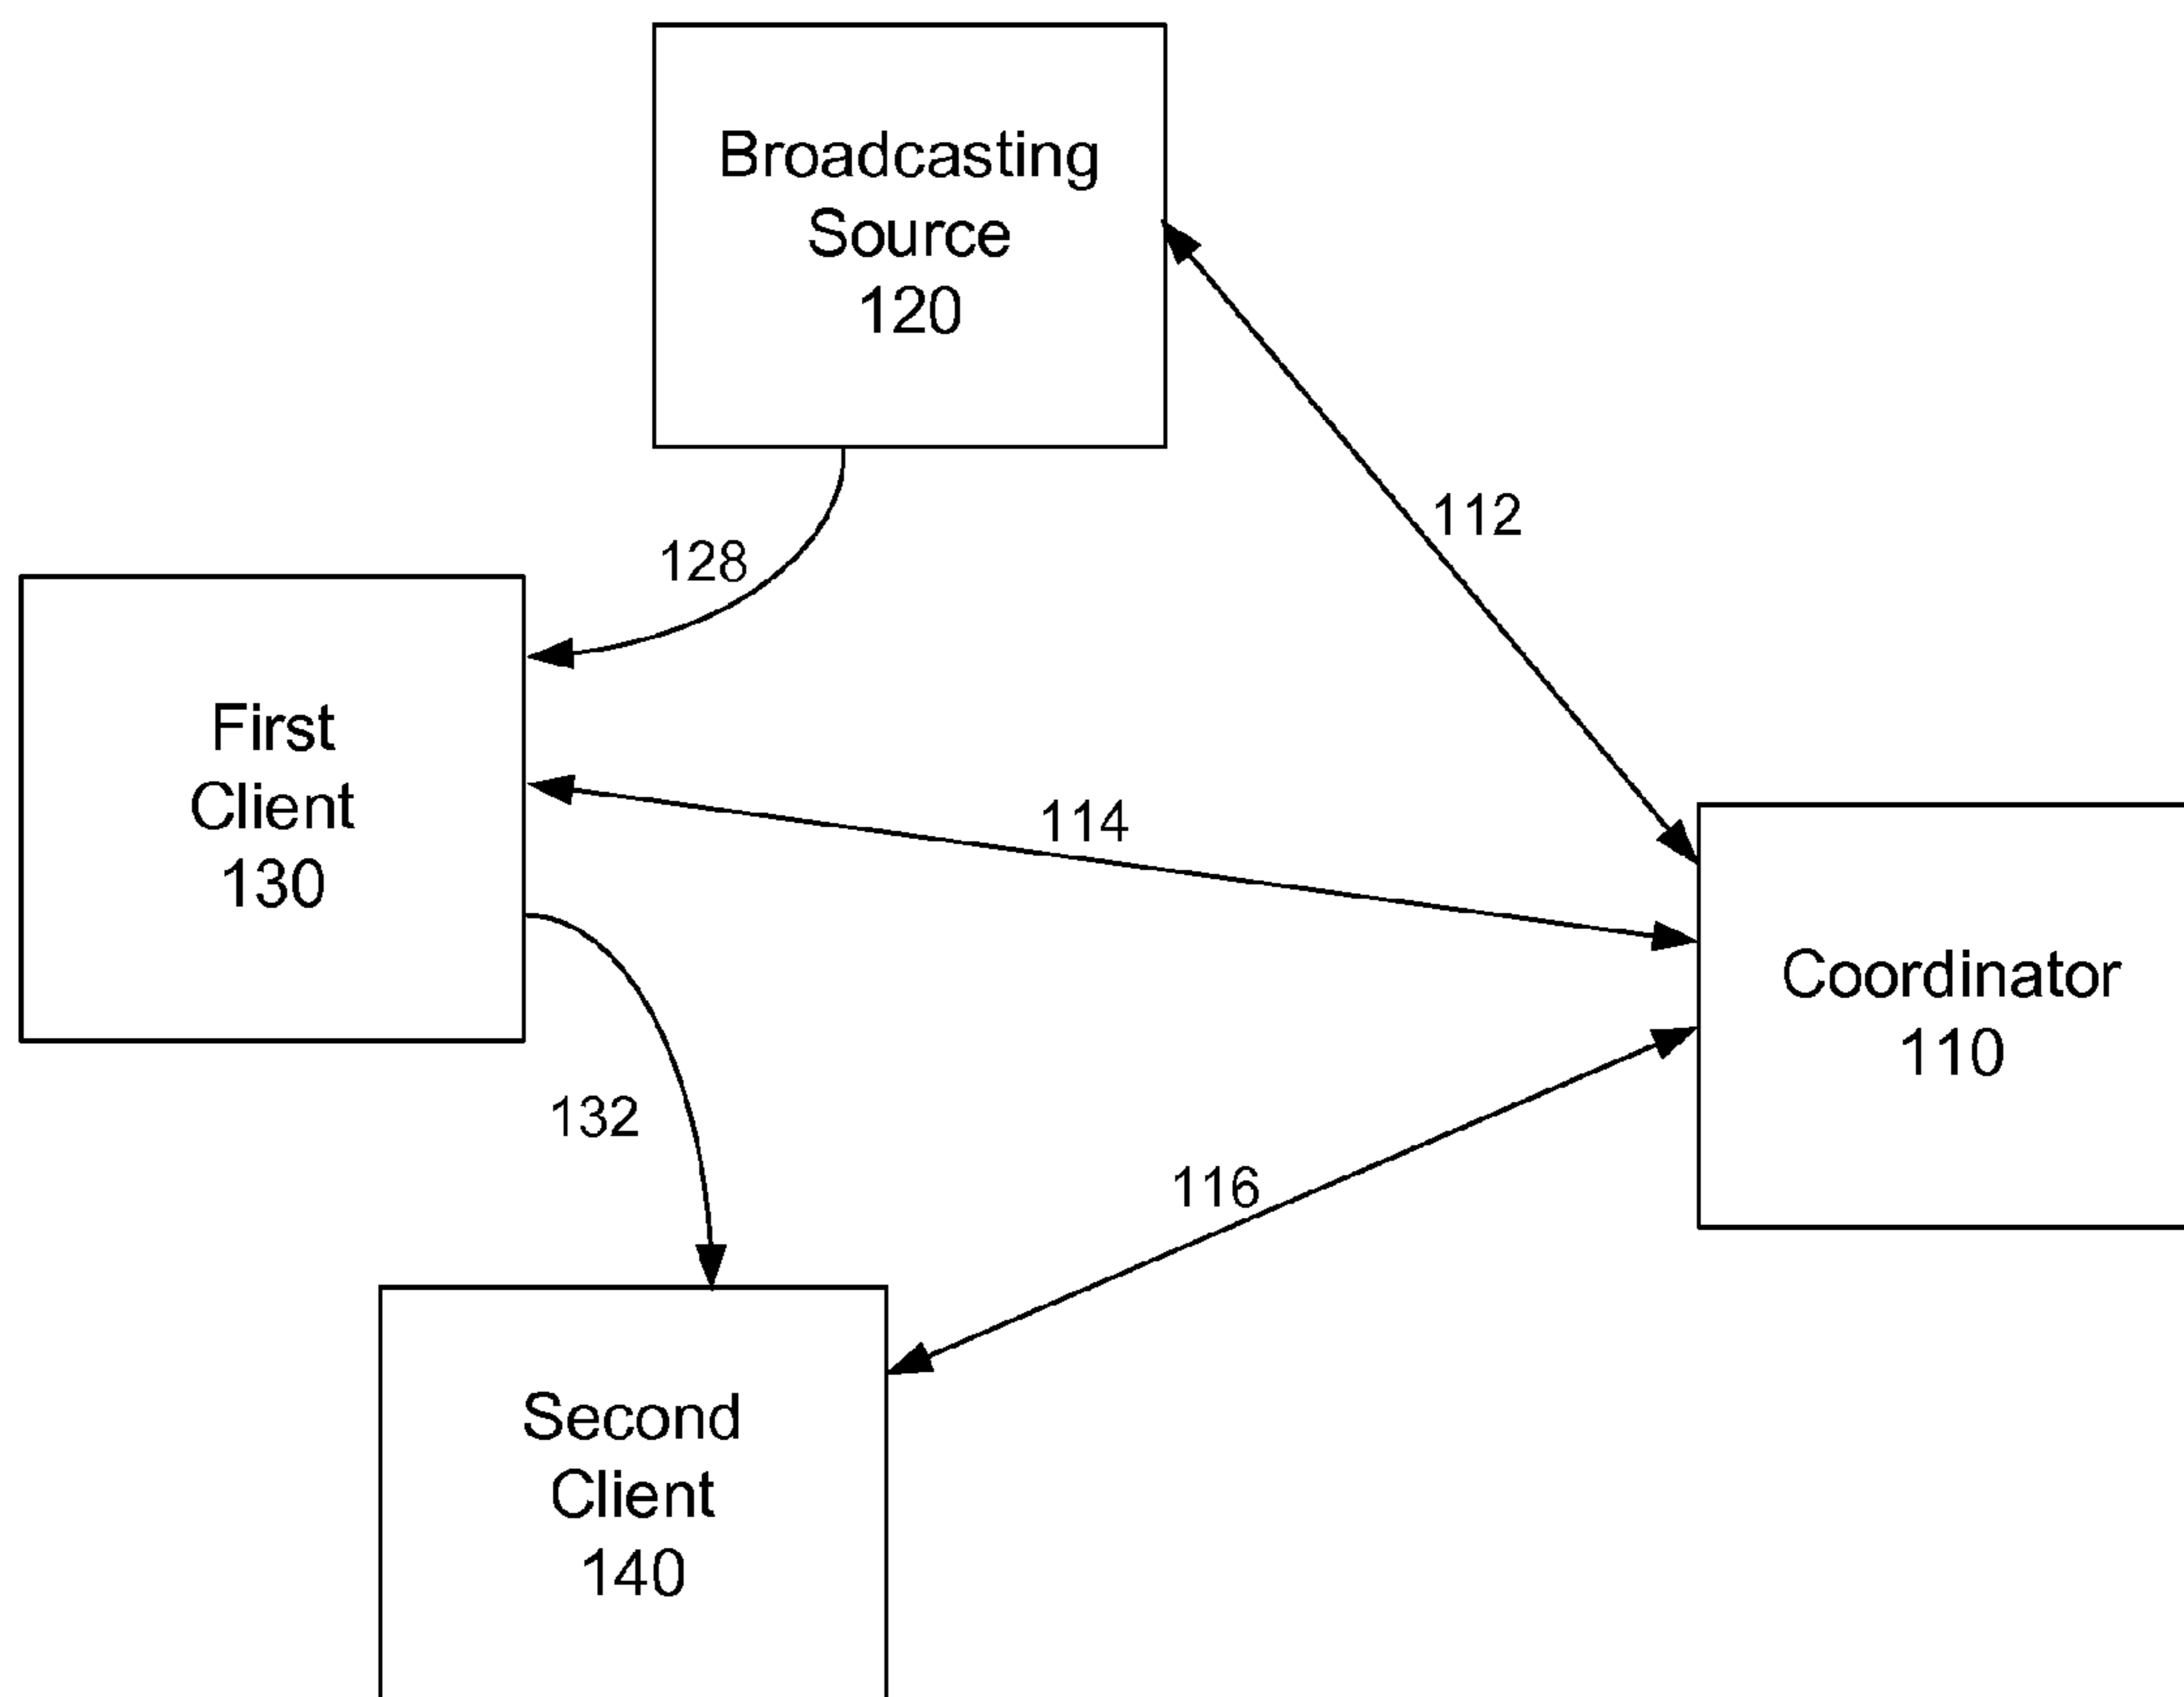 Broadcasting
Source
120
112
128
First
Client
130
114
Coordinator
110
132
116
Second
Client
140